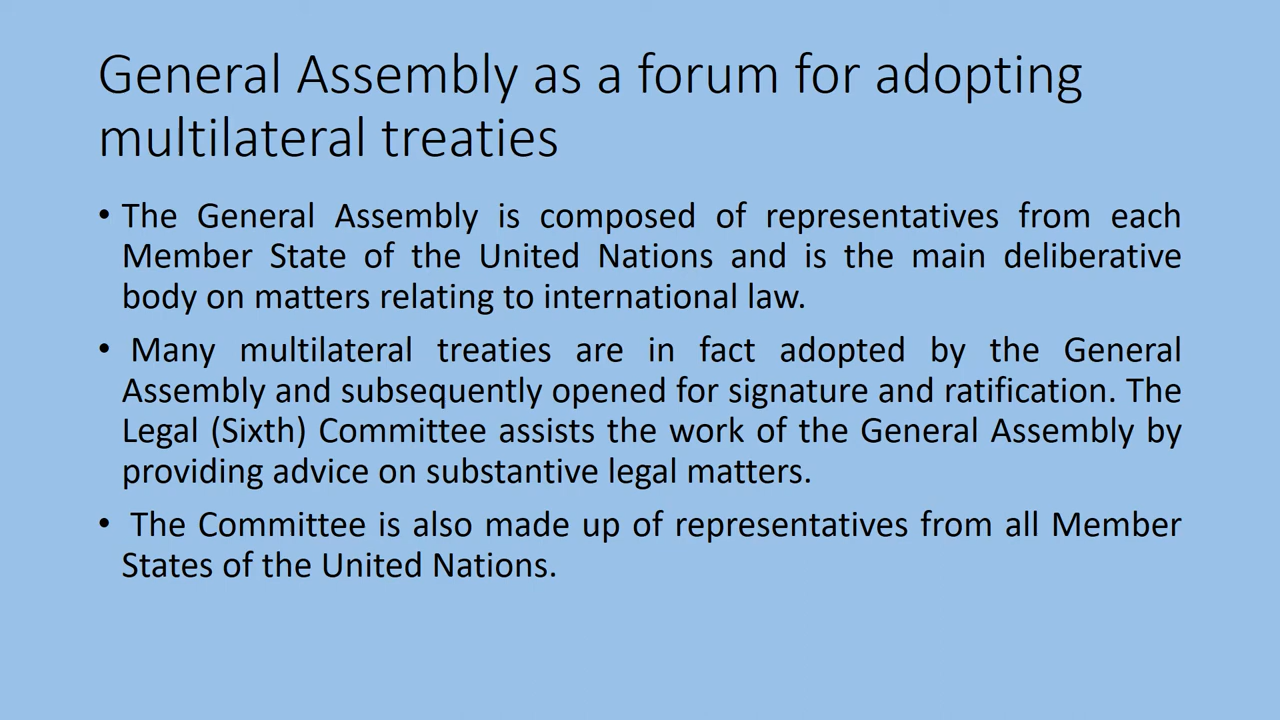 General Assembly as a forum for adopting
multilateral treaties
• The General Assembly is composed of representatives from each
Member State of the United Nations and is the main deliberative
body on matters relating to international law.
• Many multilateral treaties are in fact adopted by the General
Assembly and subsequently opened for signature and ratification. The
Legal (Sixth) Committee assists the work of the General Assembly by
providing advice on substantive legal matters.
• The Committee is also made up of representatives from all Member
States of the United Nations.